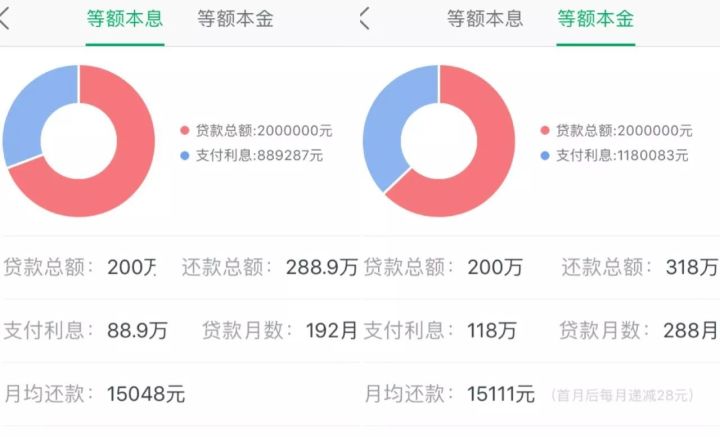 等额本息 等额本金
贷款总额:2000000元
支付利息:889287元
贷款总额: 200万 还款总额: 288.9万
支付利息: 88.9万 贷款月数: 192月
月均还款: 15048元
等额本息 等额本金
贷款总额:2000000元
支付利息:1180083元
贷款总额: 200万 还款总额: 318万
支付利息: 118万 贷款月数: 288月
月均还款: 15111元 (首月后每月递减28元)